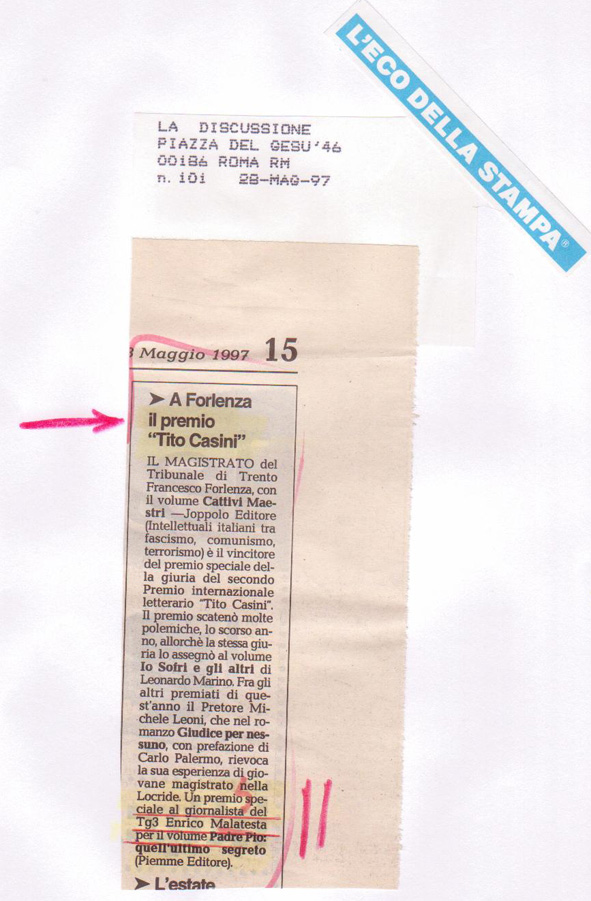 L'ECO DELLA STAMPA®
LA DISCUSSIONE
PIAZZA DEL GESU'46
00186 ROMA RM
n.101 28-MAG-97
Maggio 1997 15
➤ A Forlenza
il premio
“Tito Casini”
IL MAGISTRATO del
Tribunale di Trento
Francesco Forlenza, con
il volume Cattivi Mae-
stri —Joppolo Editore
(Intellettuali italiani tra
fascismo, comunismo,
terrorismo) è il vincitore
del premio speciale del-
la giuria del secondo
Premio internazionale
letterario “Tito Casini”.
Il premio scatenò molte
polemiche, lo scorso an-
no, allorchè la stessa giu-
ria lo assegnò al volume
Io Sofri e gli altri di
Leonardo Marino. Fra gli
altri premiati di que-
st'anno il Pretore Mi-
chele Leoni, che nel ro-
manzo Giudice per nes-
suno, con prefazione di
Carlo Palermo, rievoca
la sua esperienza di gio-
vane magistrato nella
Locride. Un premio spe-
ciale al giornalista del
Tg3 Enrico Malatesta
per il volume Padre Pio:
quell'ultimo segreto
(Piemme Editore).
➤ L'estate